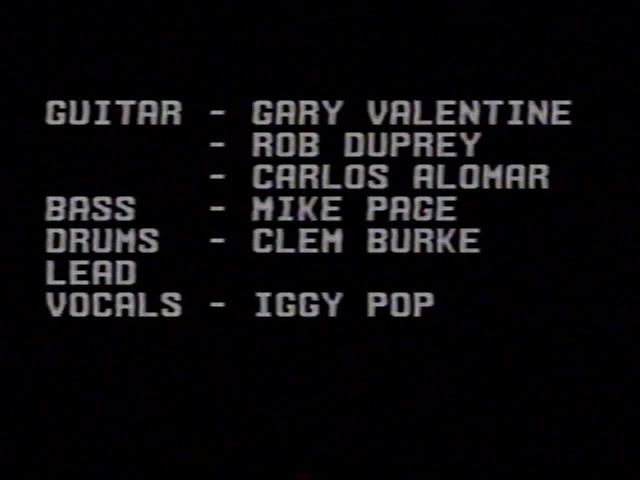 GUITAR - GARY VALENTINE
- ROB DUPREY
- CARLOS ALOMAR
BASS - MIKE PAGE
DRUMS - CLEM BURKE
LEAD
VOCALS - IGGY POP